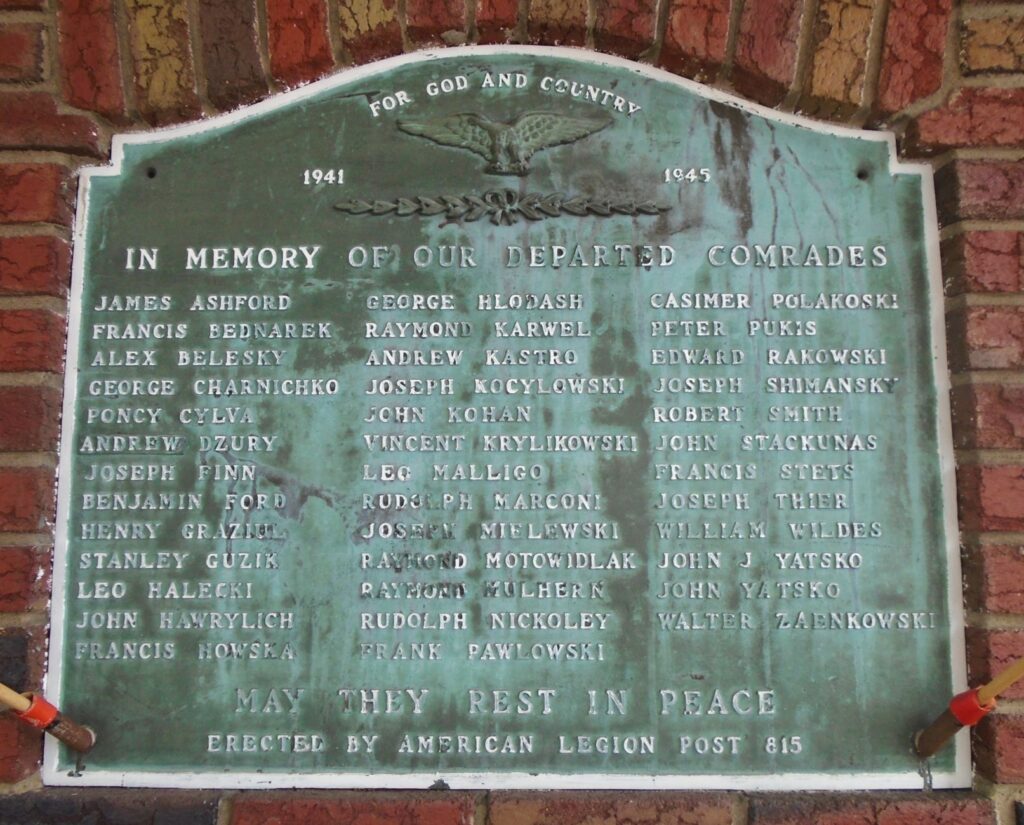 FOR GOD AND COUNTRY
1941 1945
IN MEMORY OF OUR DEPARTED COMRADES
JAMES ASHFORD GEORGE HLODASH CASIMER POLAKOSKI
FRANCIS BEDNAREK RAYMOND KARWEL PETER PUKIS
ALEX BELESKY ANDREW KASTRO EDWARD RAKOWSKI
GEORGE CHARNICHKO JOSEPH KOCYLOWSKI JOSEPH SHIMANSKY
PONCY CYLVA JOHN KOHAN ROBERT SMITH
ANDREW DZURY VINCENT KRYLIKOWSKI JOHN STACKUNAS
JOSEPH FINN LEO MALLIGO FRANCIS STETS
BENJAMIN FORD RUDOLPH MARCONI JOSEPH THIER
HENRY JOSEPH MIELEWSKI WILLIAM WILDES
STANLEY GUZIK RAYMOND MOTOWIDLAK JOHN J YATSKO
LEO HALECKI RAYMOND MULHERN JOHN YATSKO
JOHN HAWRYLICH RUDOLPH NICKOLEY WALTER ZAENKOWSKI
FRANCIS HOWSKA FRANK PAWLOWSKI
MAY THEY REST IN PEACE
ERECTED BY AMERICAN LEGION POST 815